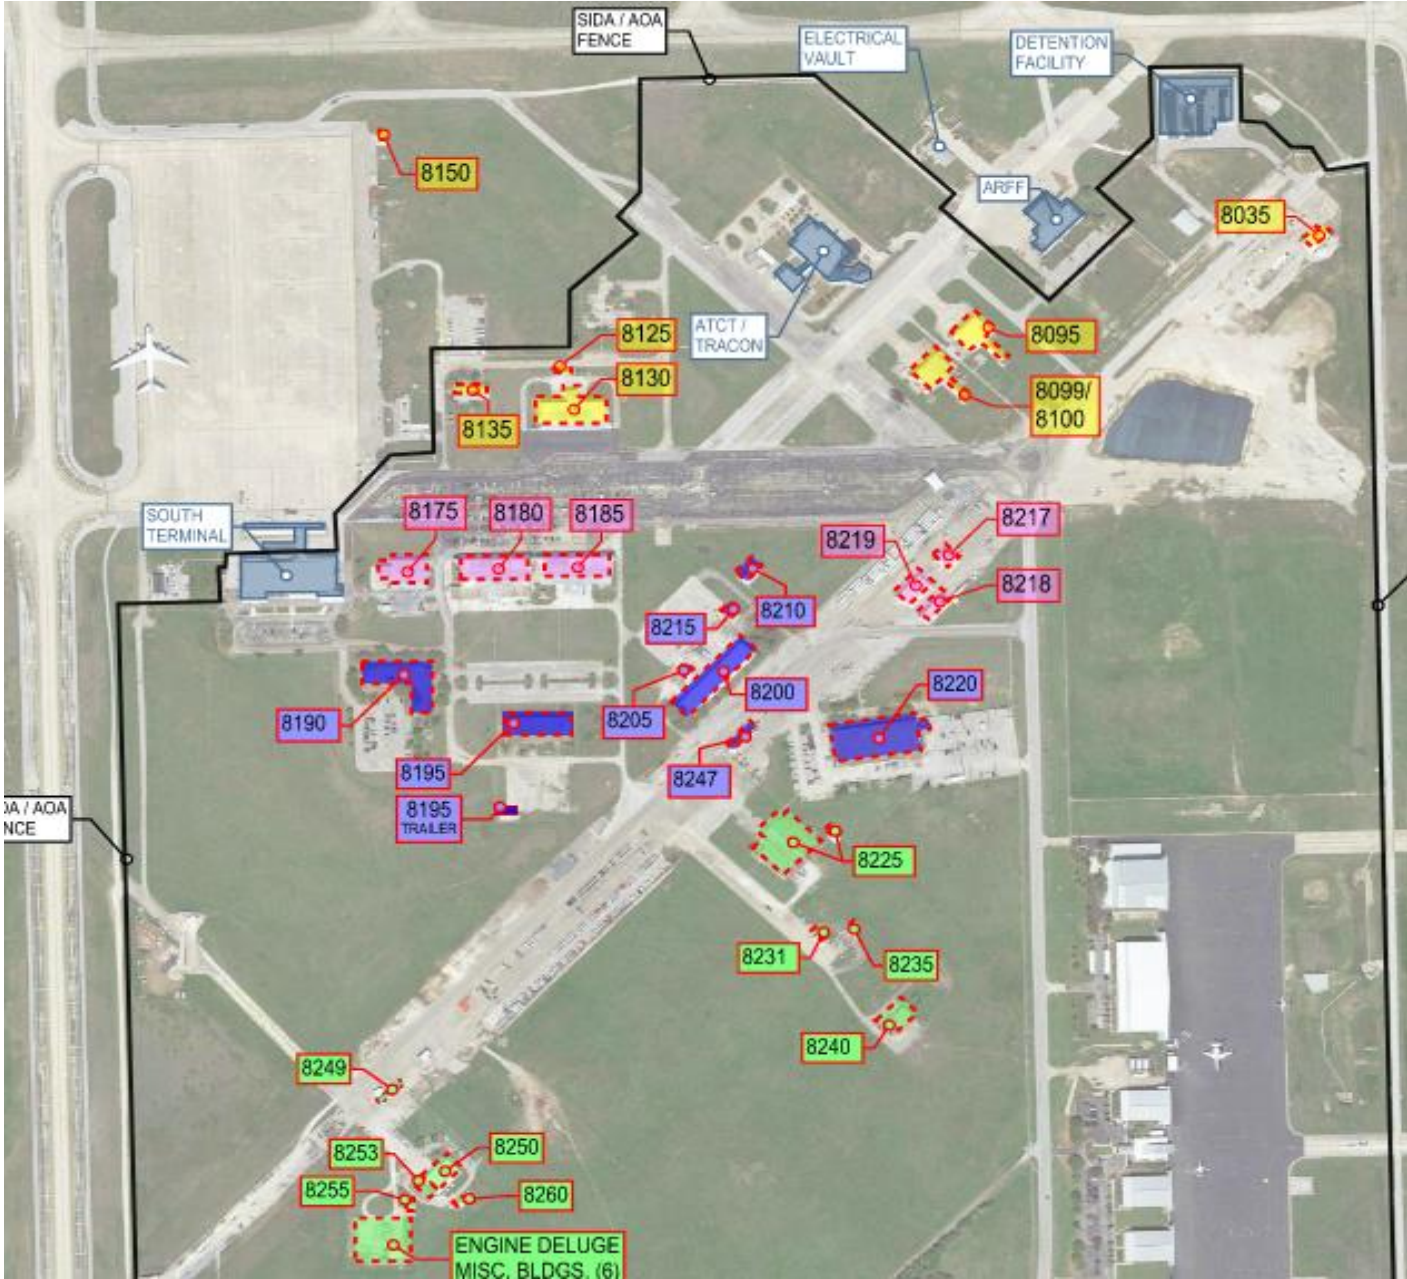 SIDA / AOA
FENCE
ELECTRICAL
VAULT
DETENTION
FACILITY
8150
ARFF
8035
8125
ATCT /
TRACON
8095
8130
8099/
8100
8135
SOUTH
TERMINAL
8175
8180
8185
8217
8219
8218
8210
8215
8220
8200
8190
8205
8195
8247
8195
TRAILER
DA / AOA
NCE
8225
8231
8235
8240
8249
8253
8250
8255
8260
ENGINE DELUGE
MISC. BLDGS. (6)